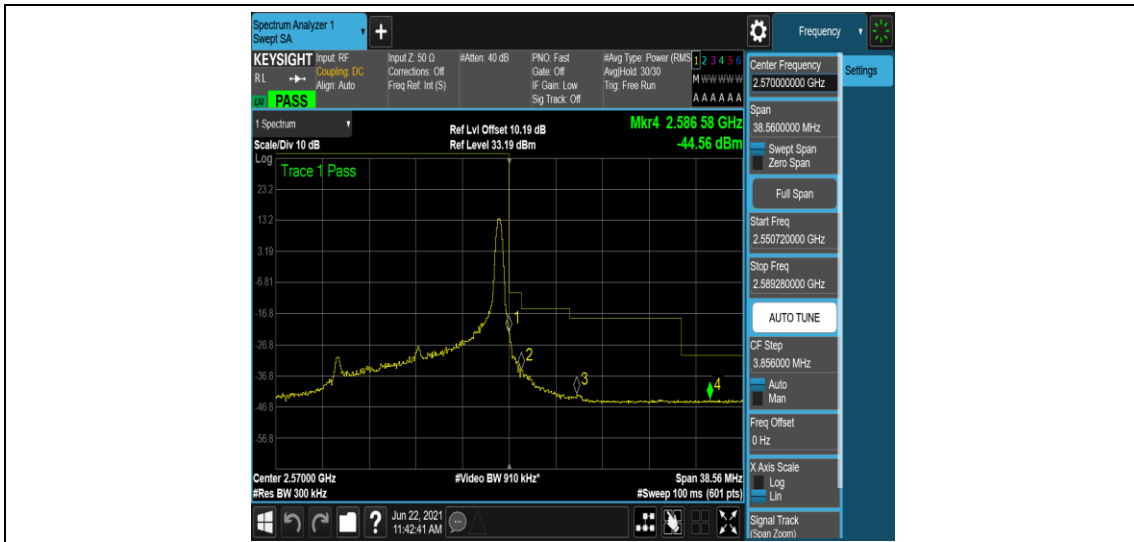 Spectrum Analyzer 1
Swept SA
+
Frequency
KEYSIGHT
RL
PASS
Input: RF
Coupling: DC
Align: Auto
Input Z: 50 Ω
Corrections: Off
Freq Ref: Int (S)
#Atten: 40 dB
PNO: Fast
Gate: Off
IF Gain: Low
Sig Track: Off
#Avg Type: Power (RMS
Avg|Hold: 30/30
Trig: Free Run
1 2 3 4 5 6
M W W W W W
A A A A A A
Center Frequency
2.570000000 GHz
Settings
1 Spectrum
Scale/Div 10 dB
Ref Lvl Offset 10.19 dB
Ref Level 33.19 dBm
Mkr4 2.586 58 GHz
-44.56 dBm
Span
38.5600000 MHz
Swept Span
Zero Span
Full Span
Start Freq
2.550720000 GHz
Stop Freq
2.589280000 GHz
AUTO TUNE
CF Step
3.856000 MHz
Auto
Man
Freq Offset
0 Hz
X Axis Scale
Log
Lin
Signal Track
(Span Zoom)
Log
Trace 1 Pass
23.2
13.2
3.19
-6.81
-16.8
-26.8
-36.8
-46.8
-56.8
1
2
3
4
Center 2.57000 GHz
#Res BW 300 kHz
#Video BW 910 kHz*
Span 38.56 MHz
#Sweep 100 ms (601 pts)
?
Jun 22, 2021
11:42:41 AM